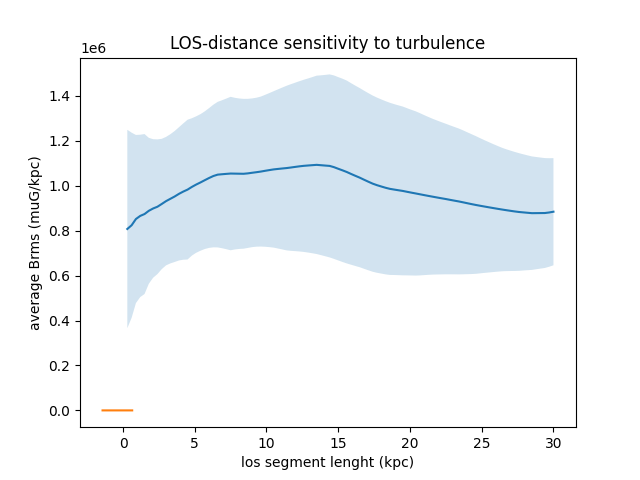 LOS-distance sensitivity to turbulence
1e6
average Brms (muG/kpc)
1.4
1.2
1.0
0.8
0.6
0.4
0.2
0.0
0 5 10 15 20 25 30
los segment lenght (kpc)